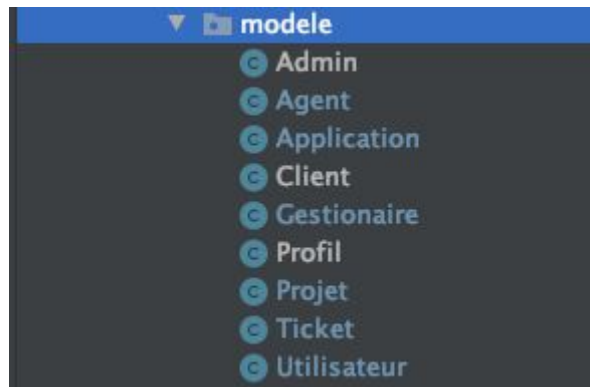 modele
Admin
Agent
Application
Client
Gestionaire
Profil
Projet
Ticket
Utilisateur